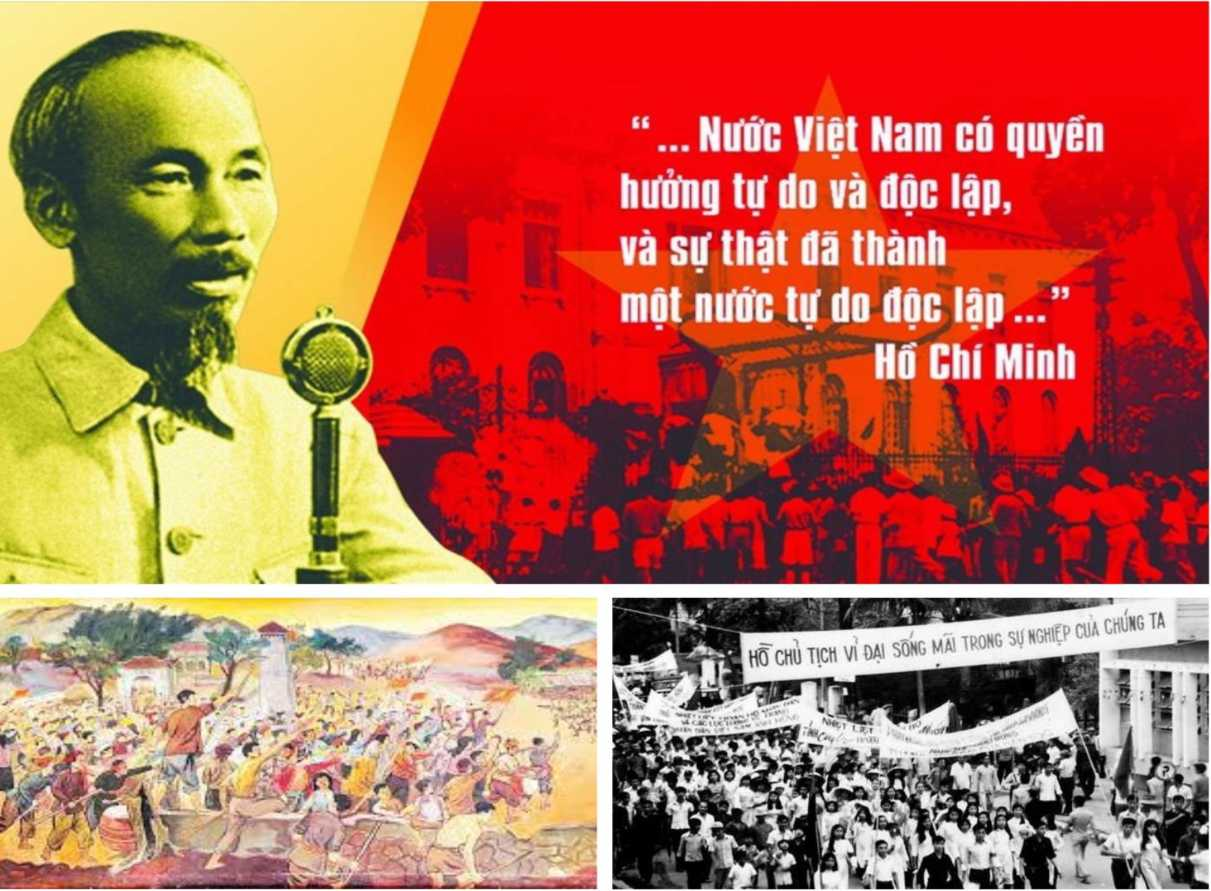 “ ... Nước Việt Nam có quyền
hưởng tự do và độc lập,
và sự thật đã thành
một nước tự do độc lập ...”
Hồ Chí Minh
HỒ CHỦ TỊCH VĨ ĐẠI SỐNG MÃI TRONG SỰ NGHIỆP CỦA CHÚNG TA
NHIỆT LIỆT